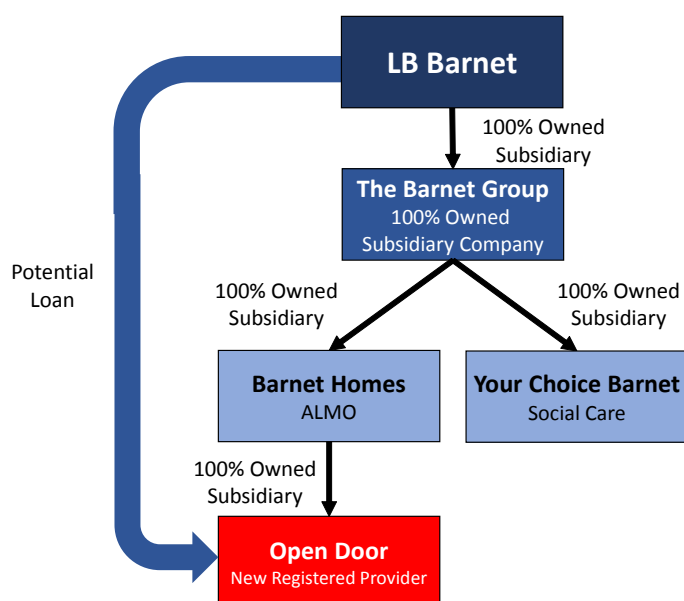 LB Barnet
100% Owned
Subsidiary
The Barnet Group
100% Owned
Subsidiary Company
Potential
Loan
100% Owned
Subsidiary
100% Owned
Subsidiary
Barnet Homes
ALMO
Your Choice Barnet
Social Care
100% Owned
Subsidiary
Open Door
New Registered Provider